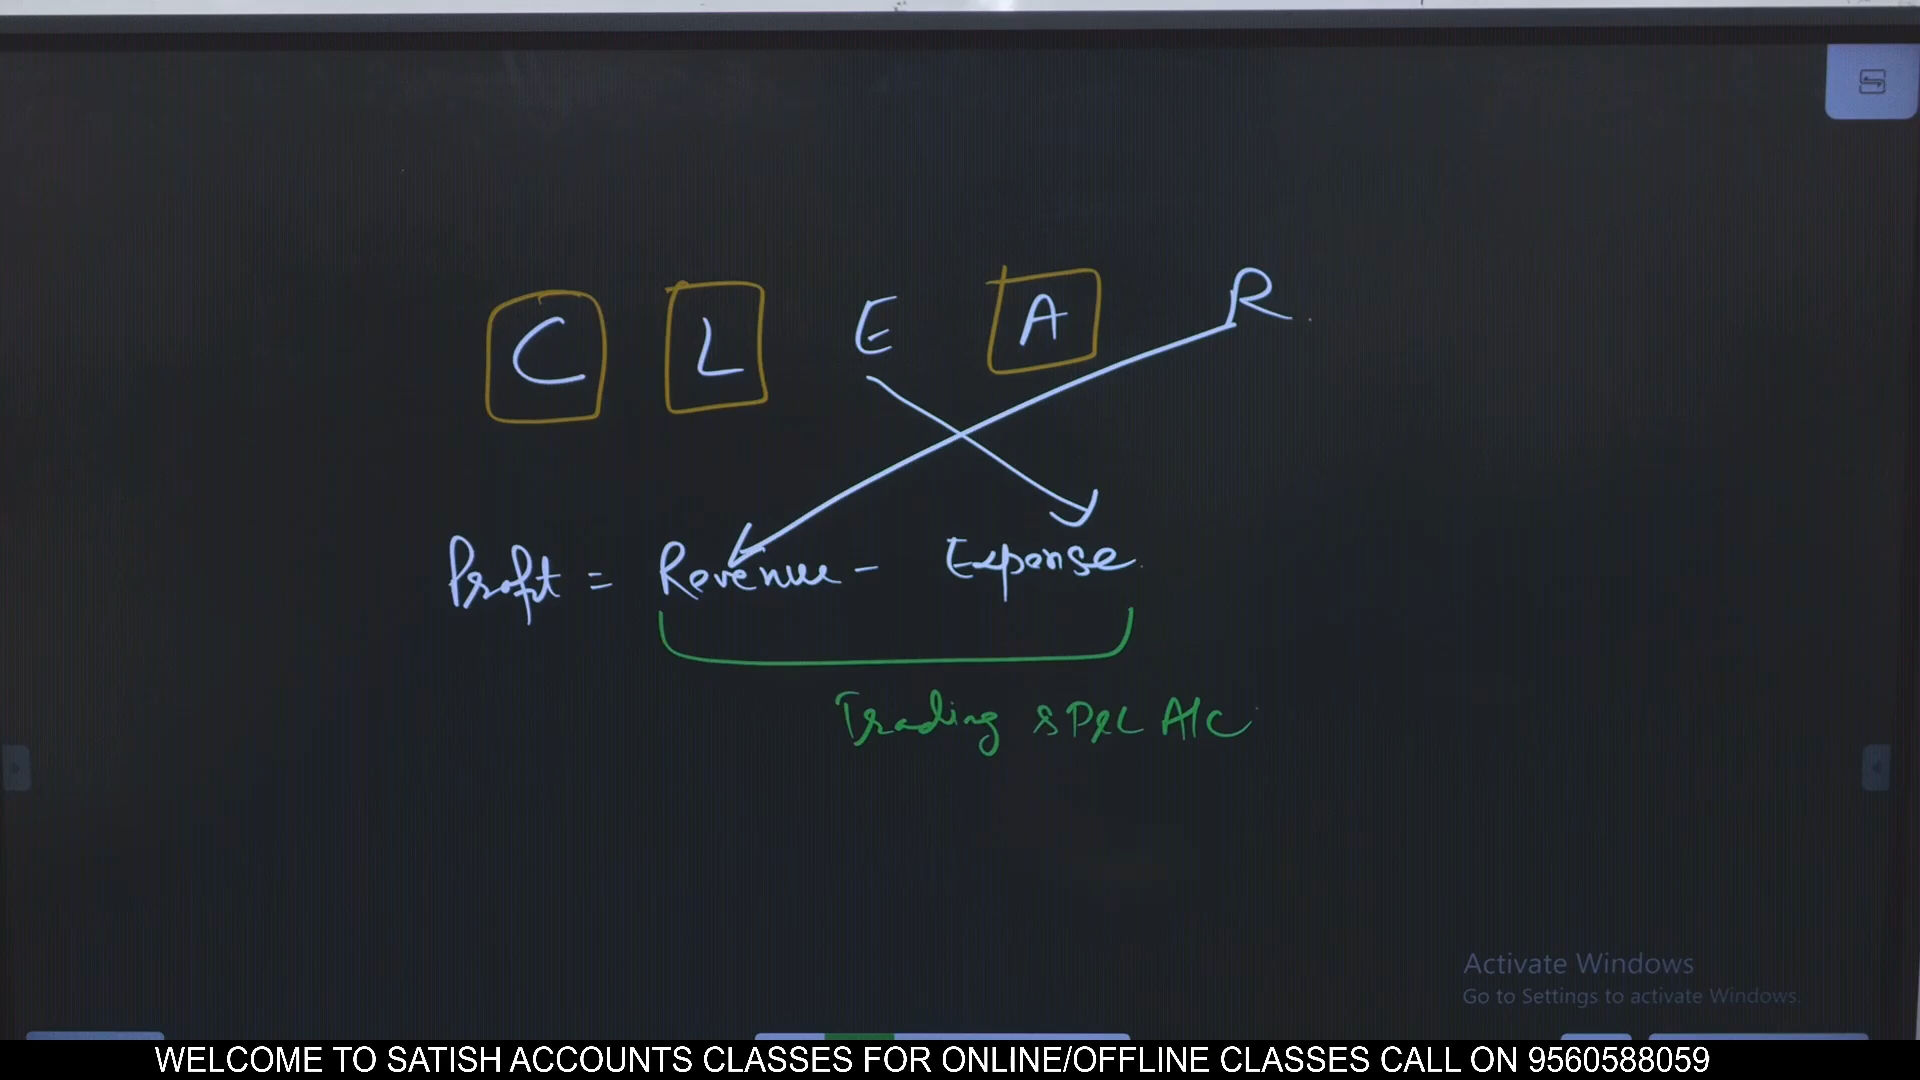 C L E A R.
Profit = Revenue - Expense.
Trading & P&L A/C
Activate Windows
Go to Settings to activate Windows.
WELCOME TO SATISH ACCOUNTS CLASSES FOR ONLINE/OFFLINE CLASSES CALL ON 9560588059